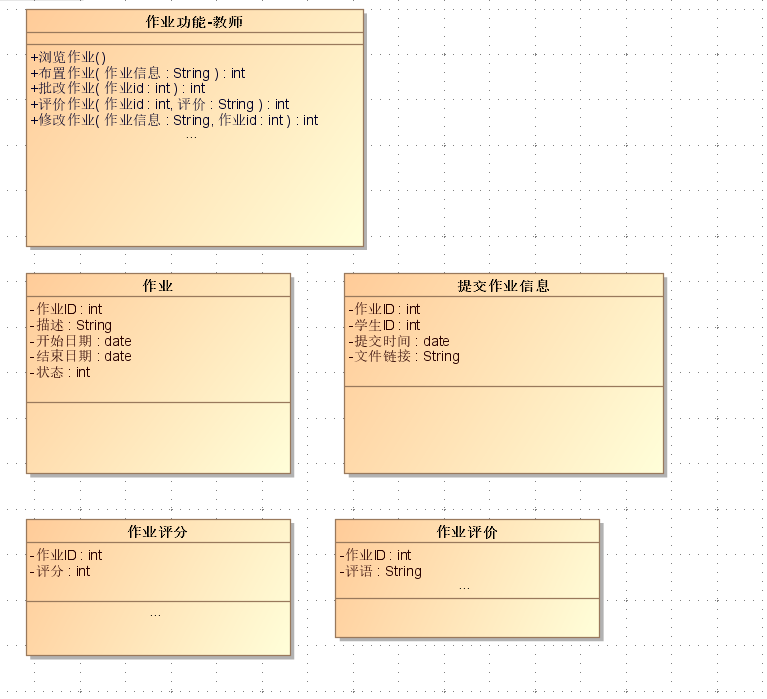 作业功能-教师
+浏览作业()
+布置作业( 作业信息 : String ) : int
+批改作业( 作业id : int ) : int
+评价作业( 作业id : int, 评价 : String ) : int
+修改作业( 作业信息 : String, 作业id : int ) : int
...
作业
-作业ID : int
-描述 : String
-开始日期 : date
-结束日期 : date
-状态 : int
提交作业信息
-作业ID : int
-学生ID : int
-提交时间 : date
-文件链接 : String
作业评分
-作业ID : int
-评分 : int
...
作业评价
-作业ID : int
-评语 : String
...